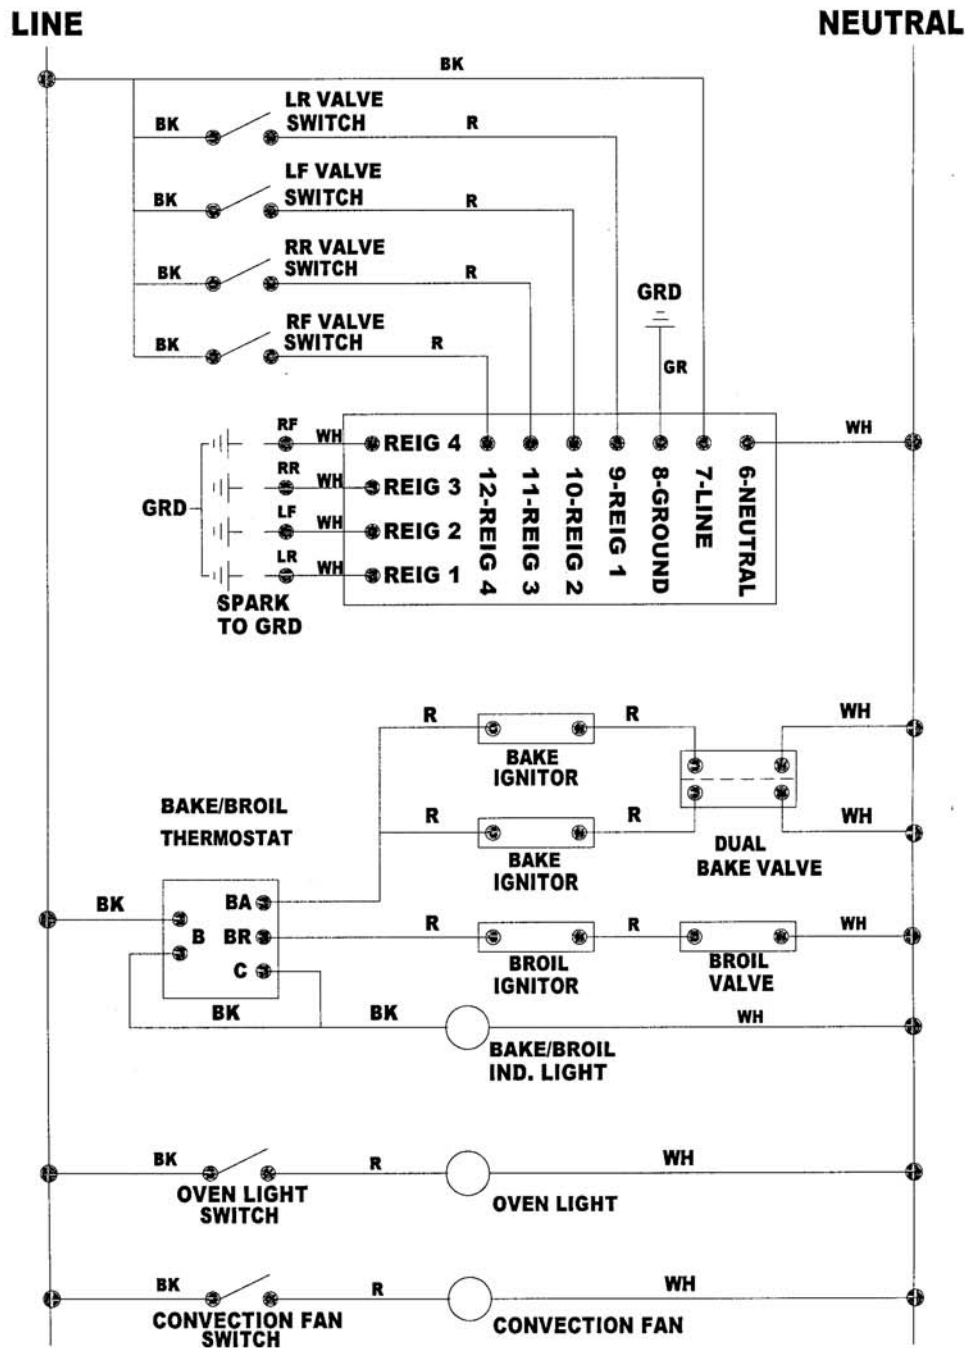 LINE
NEUTRAL
BK
LR VALVE
SWITCH
BK
R
LF VALVE
SWITCH
BK
R
RR VALVE
SWITCH
BK
R
GRD
RF VALVE
SWITCH
BK
R
GR
RF
WH
REIG 4
WH
RR
WH
REIG 3
GRD
LF
WH
REIG 2
LR
WH
REIG 1
SPARK
TO GRD
12-REIG 4
11-REIG 3
10-REIG 2
9-REIG 1
8-GROUND
7-LINE
6-NEUTRAL
R
R
WH
BAKE
IGNITOR
BAKE/BROIL
THERMOSTAT
R
R
WH
DUAL
BAKE VALVE
BAKE
IGNITOR
BK
BA
B
BR
C
R
R
WH
BROIL
IGNITOR
BROIL
VALVE
BK
BK
WH
BAKE/BROIL
IND. LIGHT
BK
R
WH
OVEN LIGHT
SWITCH
OVEN LIGHT
BK
R
WH
CONVECTION FAN
SWITCH
CONVECTION FAN